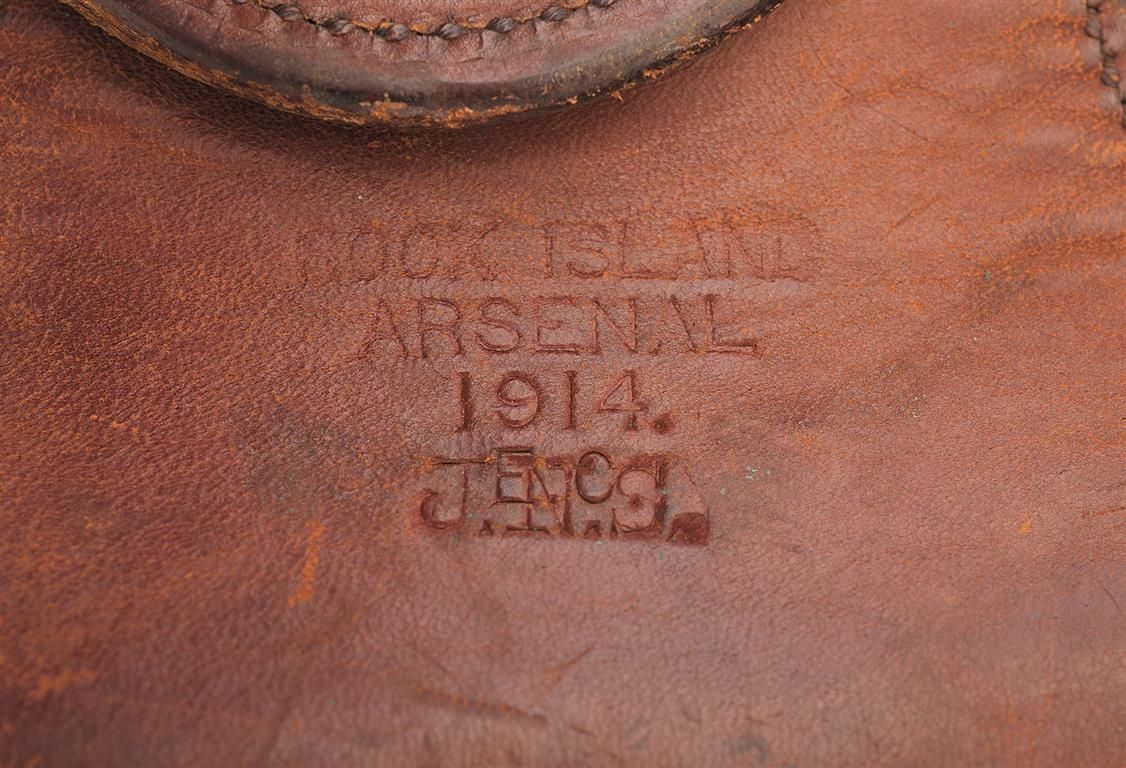 ROCK ISLAND
ARSENAL
1914.
J.N.S.
E C